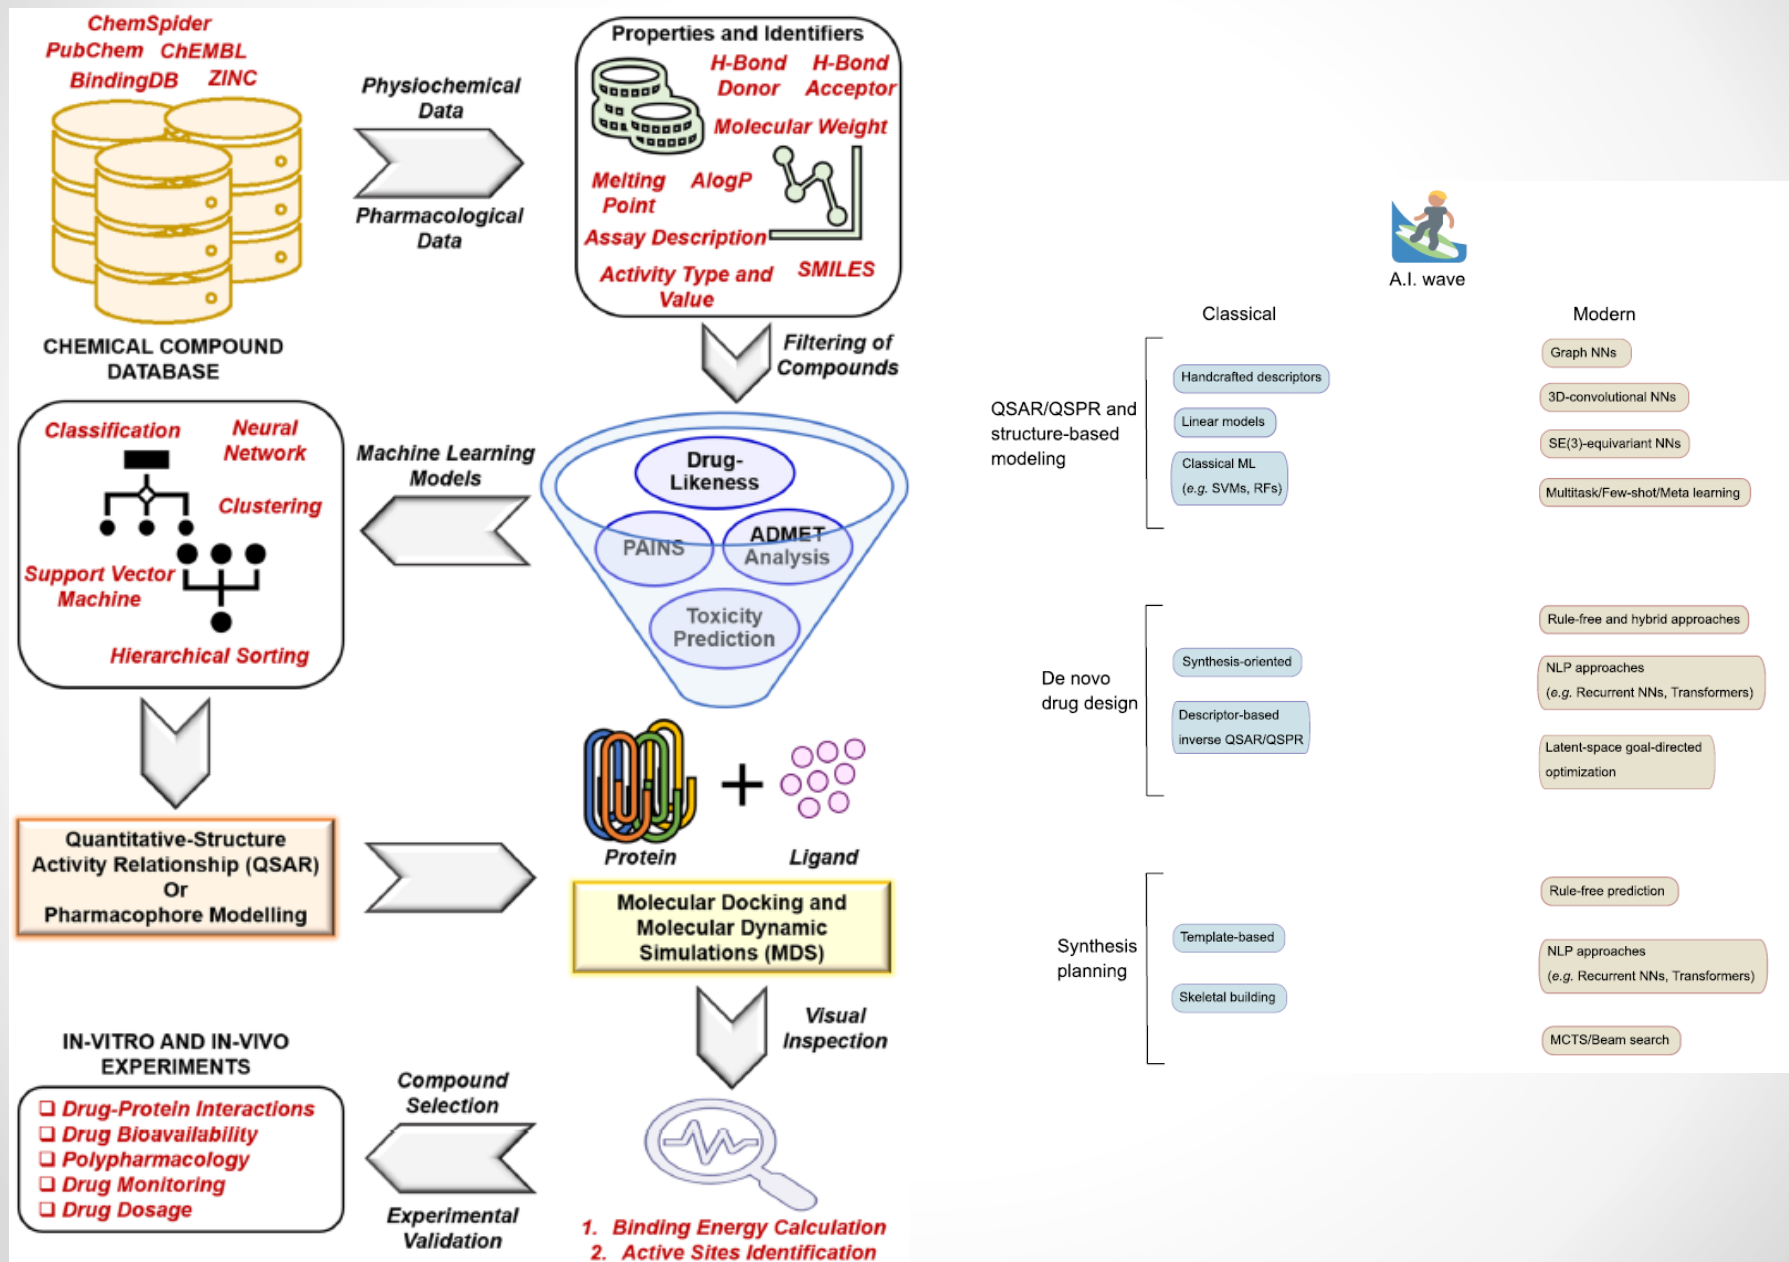 ChemSpider
PubChem ChEMBL
BindingDB ZINC
CHEMICAL COMPOUND
DATABASE
Physiochemical
Data
Pharmacological
Data
Properties and Identifiers
H-Bond
Donor
H-Bond
Acceptor
Molecular Weight
Melting
Point
AlogP
Assay Description
Activity Type and
Value
SMILES
Filtering of
Compounds
Drug-
Likeness
PAINS
ADMET
Analysis
Toxicity
Prediction
Machine Learning
Models
Classification
Neural
Network
Clustering
Support Vector
Machine
Hierarchical Sorting
Quantitative-Structure
Activity Relationship (QSAR)
Or
Pharmacophore Modelling
Protein
Ligand
Molecular Docking and
Molecular Dynamic
Simulations (MDS)
Visual
Inspection
1. Binding Energy Calculation
2. Active Sites Identification
Compound
Selection
Experimental
Validation
IN-VITRO AND IN-VIVO
EXPERIMENTS
Drug-Protein Interactions
Drug Bioavailability
Polypharmacology
Drug Monitoring
Drug Dosage
A.I. wave
Classical
Modern
QSAR/QSPR and
structure-based
modeling
Handcrafted descriptors
Linear models
Classical ML
(e.g. SVMs, RFs)
Graph NNs
3D-convolutional NNs
SE(3)-equivariant NNs
Multitask/Few-shot/Meta learning
De novo
drug design
Synthesis-oriented
Descriptor-based
inverse QSAR/QSPR
Rule-free and hybrid approaches
NLP approaches
(e.g. Recurrent NNs, Transformers)
Latent-space goal-directed
optimization
Synthesis
planning
Template-based
Skeletal building
Rule-free prediction
NLP approaches
(e.g. Recurrent NNs, Transformers)
MCTS/Beam search